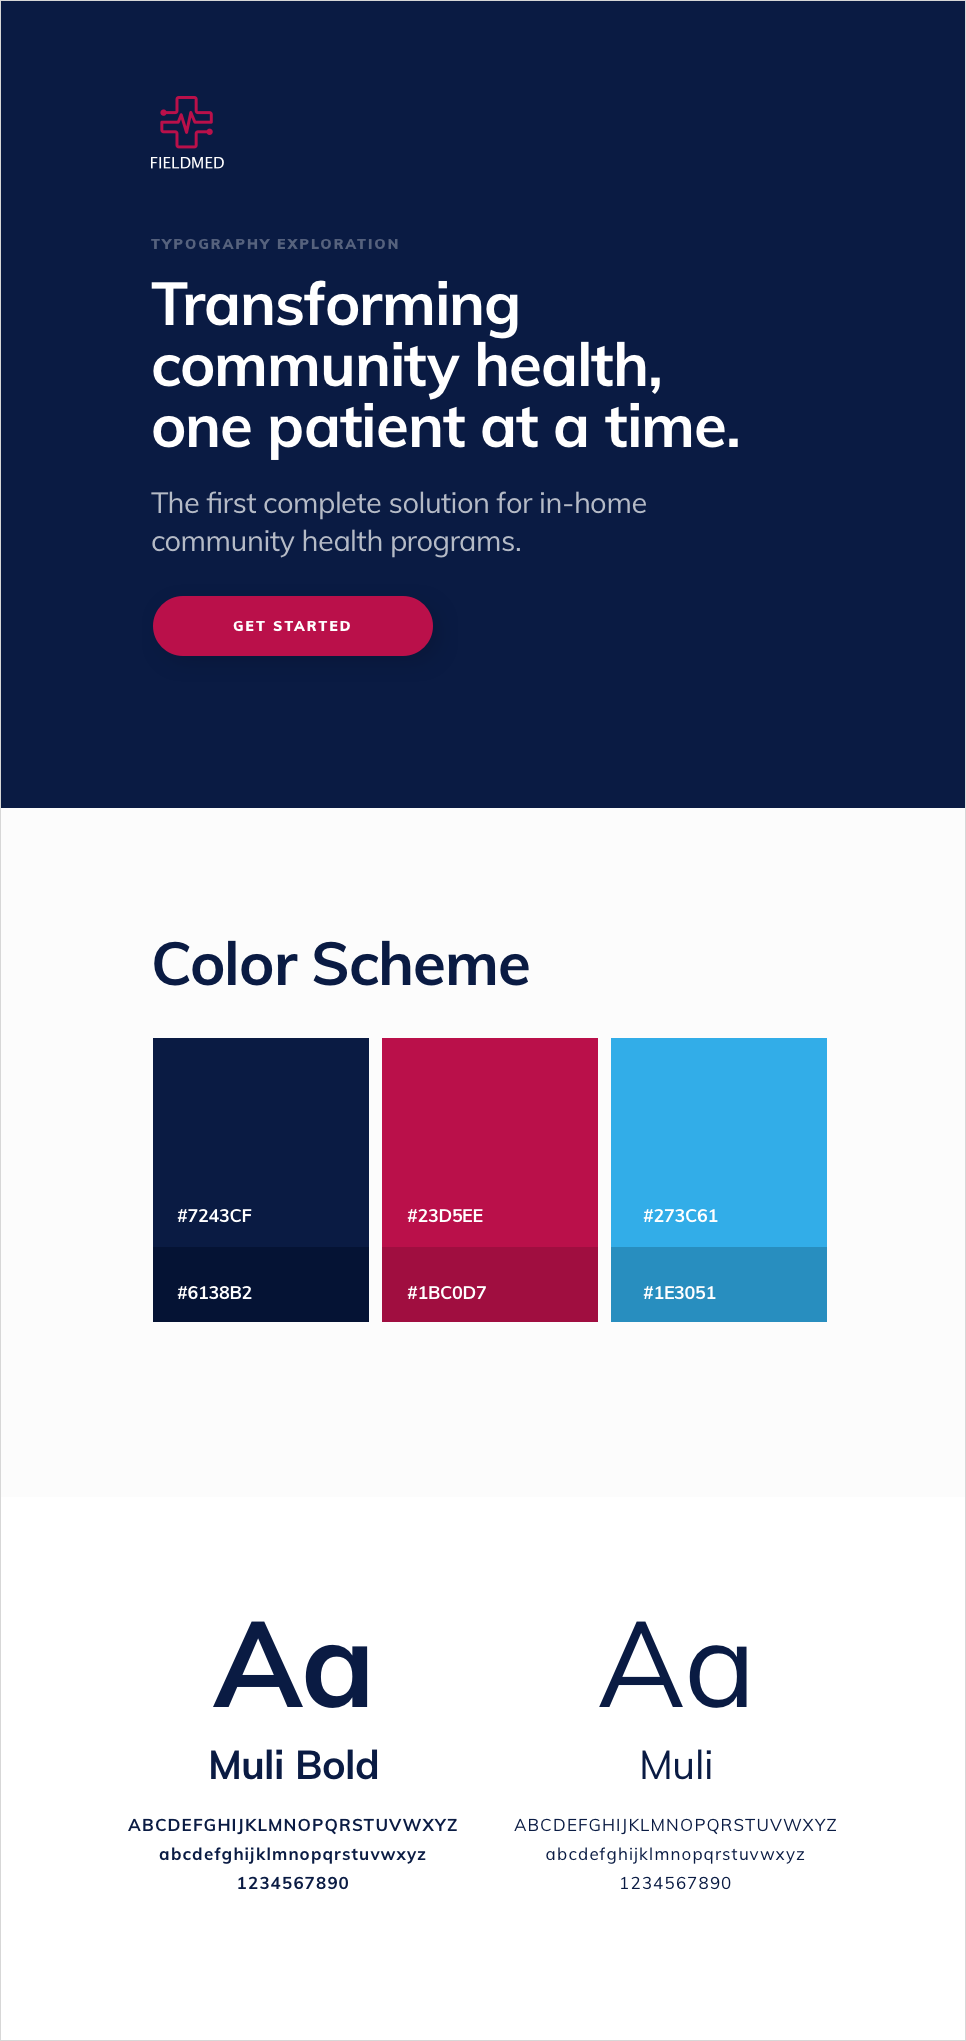 FIELDMED
TYPOGRAPHY EXPLORATION
Transforming
community health,
one patient at a time.
The first complete solution for in-home
community health programs.
GET STARTED
Color Scheme
#7243CF
#23D5EE
#273C61
#6138B2
#1BC0D7
#1E3051
Aa
Aa
Muli Bold
Muli
ABCDEFGHIJKLMNOPQRSTUVWXYZ
abcdefghijklmnopqrstuvwxyz
1234567890
ABCDEFGHIJKLMNOPQRSTUVWXYZ
abcdefghijklmnopqrstuvwxyz
1234567890